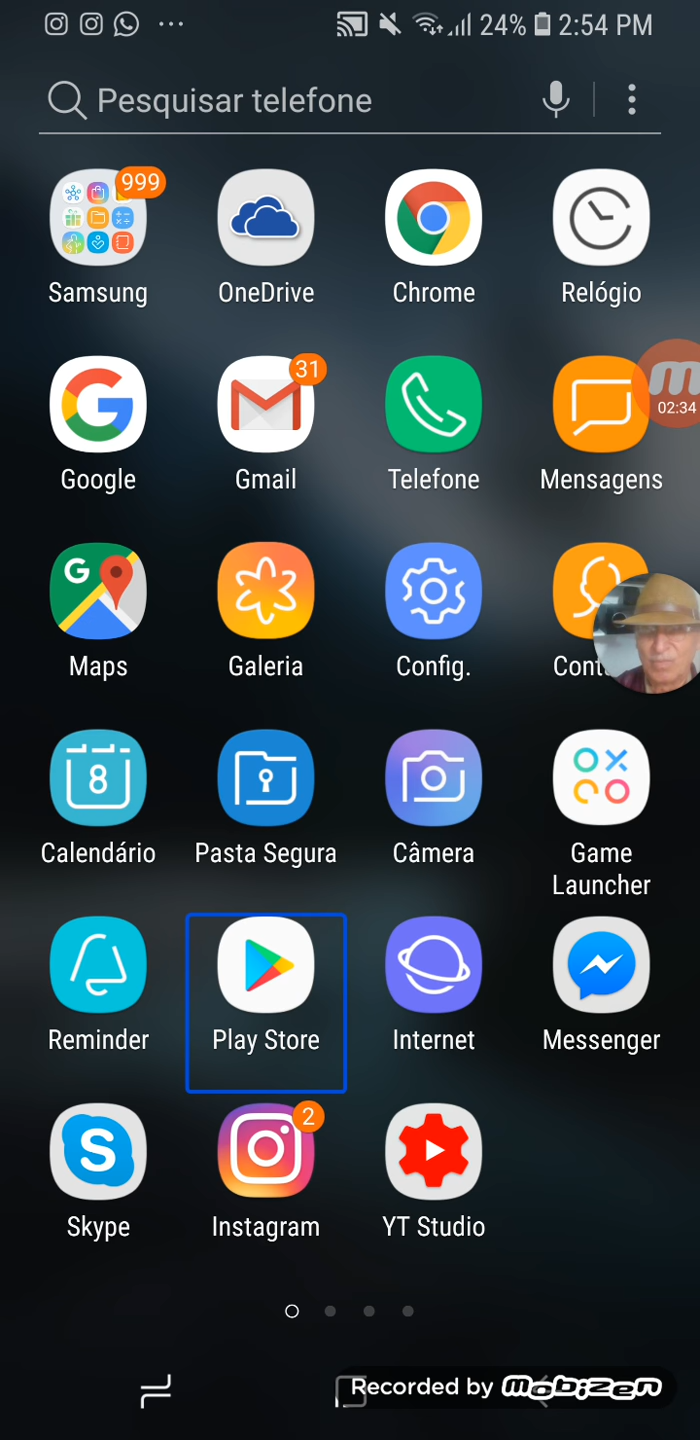 24% 2:54 PM
Pesquisar telefone
999
Samsung OneDrive Chrome Relógio
31
02:34
Google Gmail Telefone Mensagens
G
Maps Galeria Config. Cont
8
Calendário Pasta Segura Câmera Game
Launcher
Reminder Play Store Internet Messenger
S
2
Skype Instagram YT Studio
Recorded by mobizen